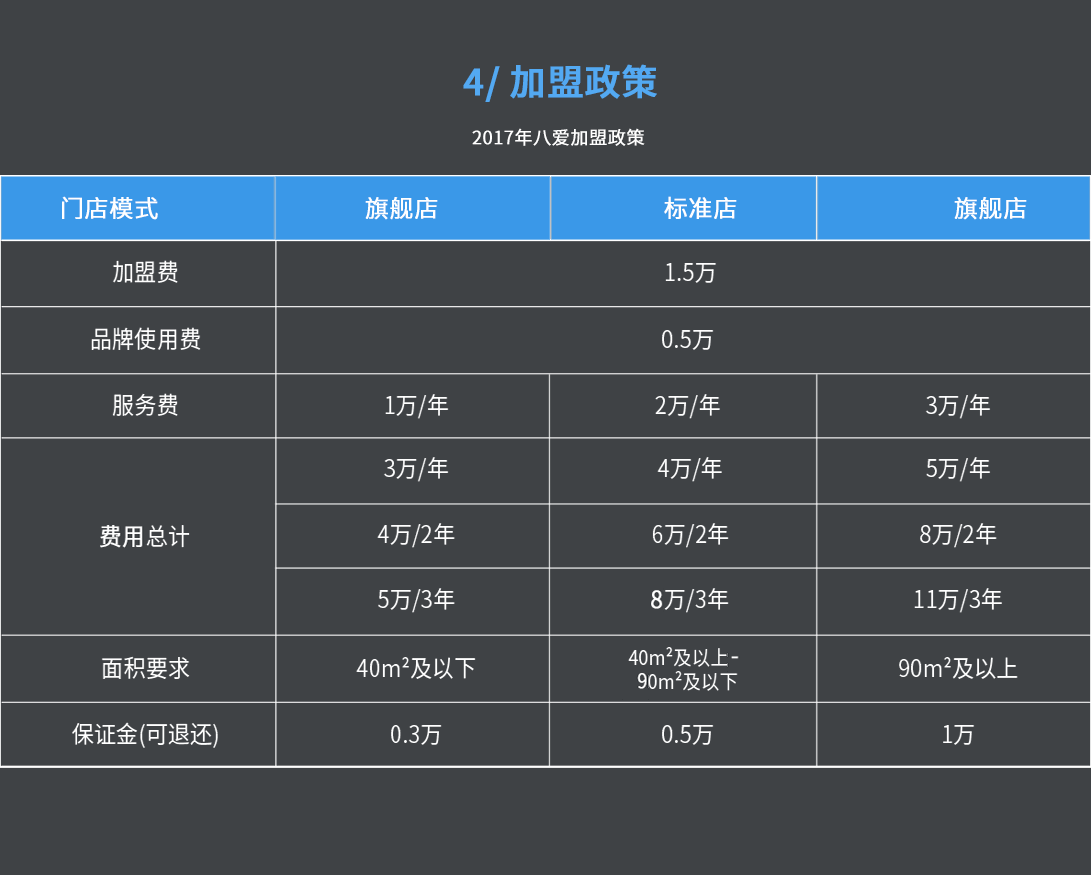 4/ 加盟政策
2017年八爱加盟政策
门店模式 旗舰店 标准店 旗舰店
加盟费 1.5万
品牌使用费 0.5万
服务费 1万/年 2万/年 3万/年
3万/年 4万/年 5万/年
费用总计 4万/2年 6万/2年 8万/2年
5万/3年 8万/3年 11万/3年
面积要求 40m²及以下 40m²及以上-
90m²及以下 90m²及以上
保证金(可退还) 0.3万 0.5万 1万